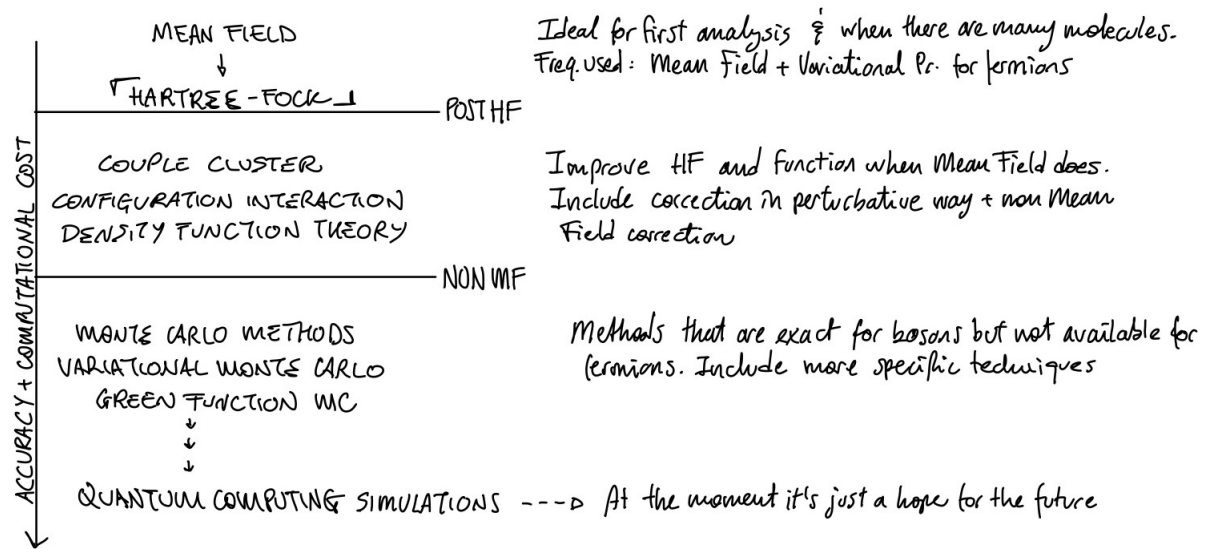 MEAN FIELD
HARTREE-FOCK
Ideal for first analysis & when there are many molecules.
Freq. used: Mean Field + Variational Pr. for fermions
POST HF
COUPLE CLUSTER
CONFIGURATION INTERACTION
DENSITY FUNCTION THEORY
Improve HF and function when Mean Field does.
Include correction in perturbative way + non Mean
Field correction
NON MF
MONTE CARLO METHODS
VARIATIONAL MONTE CARLO
GREEN FUNCTION MC
Methods that are exact for bosons but not available for
fermions. Include more specific techniques
QUANTUM COMPUTING SIMULATIONS ---> At the moment it's just a hope for the future
ACCURACY + COMPUTATIONAL COST